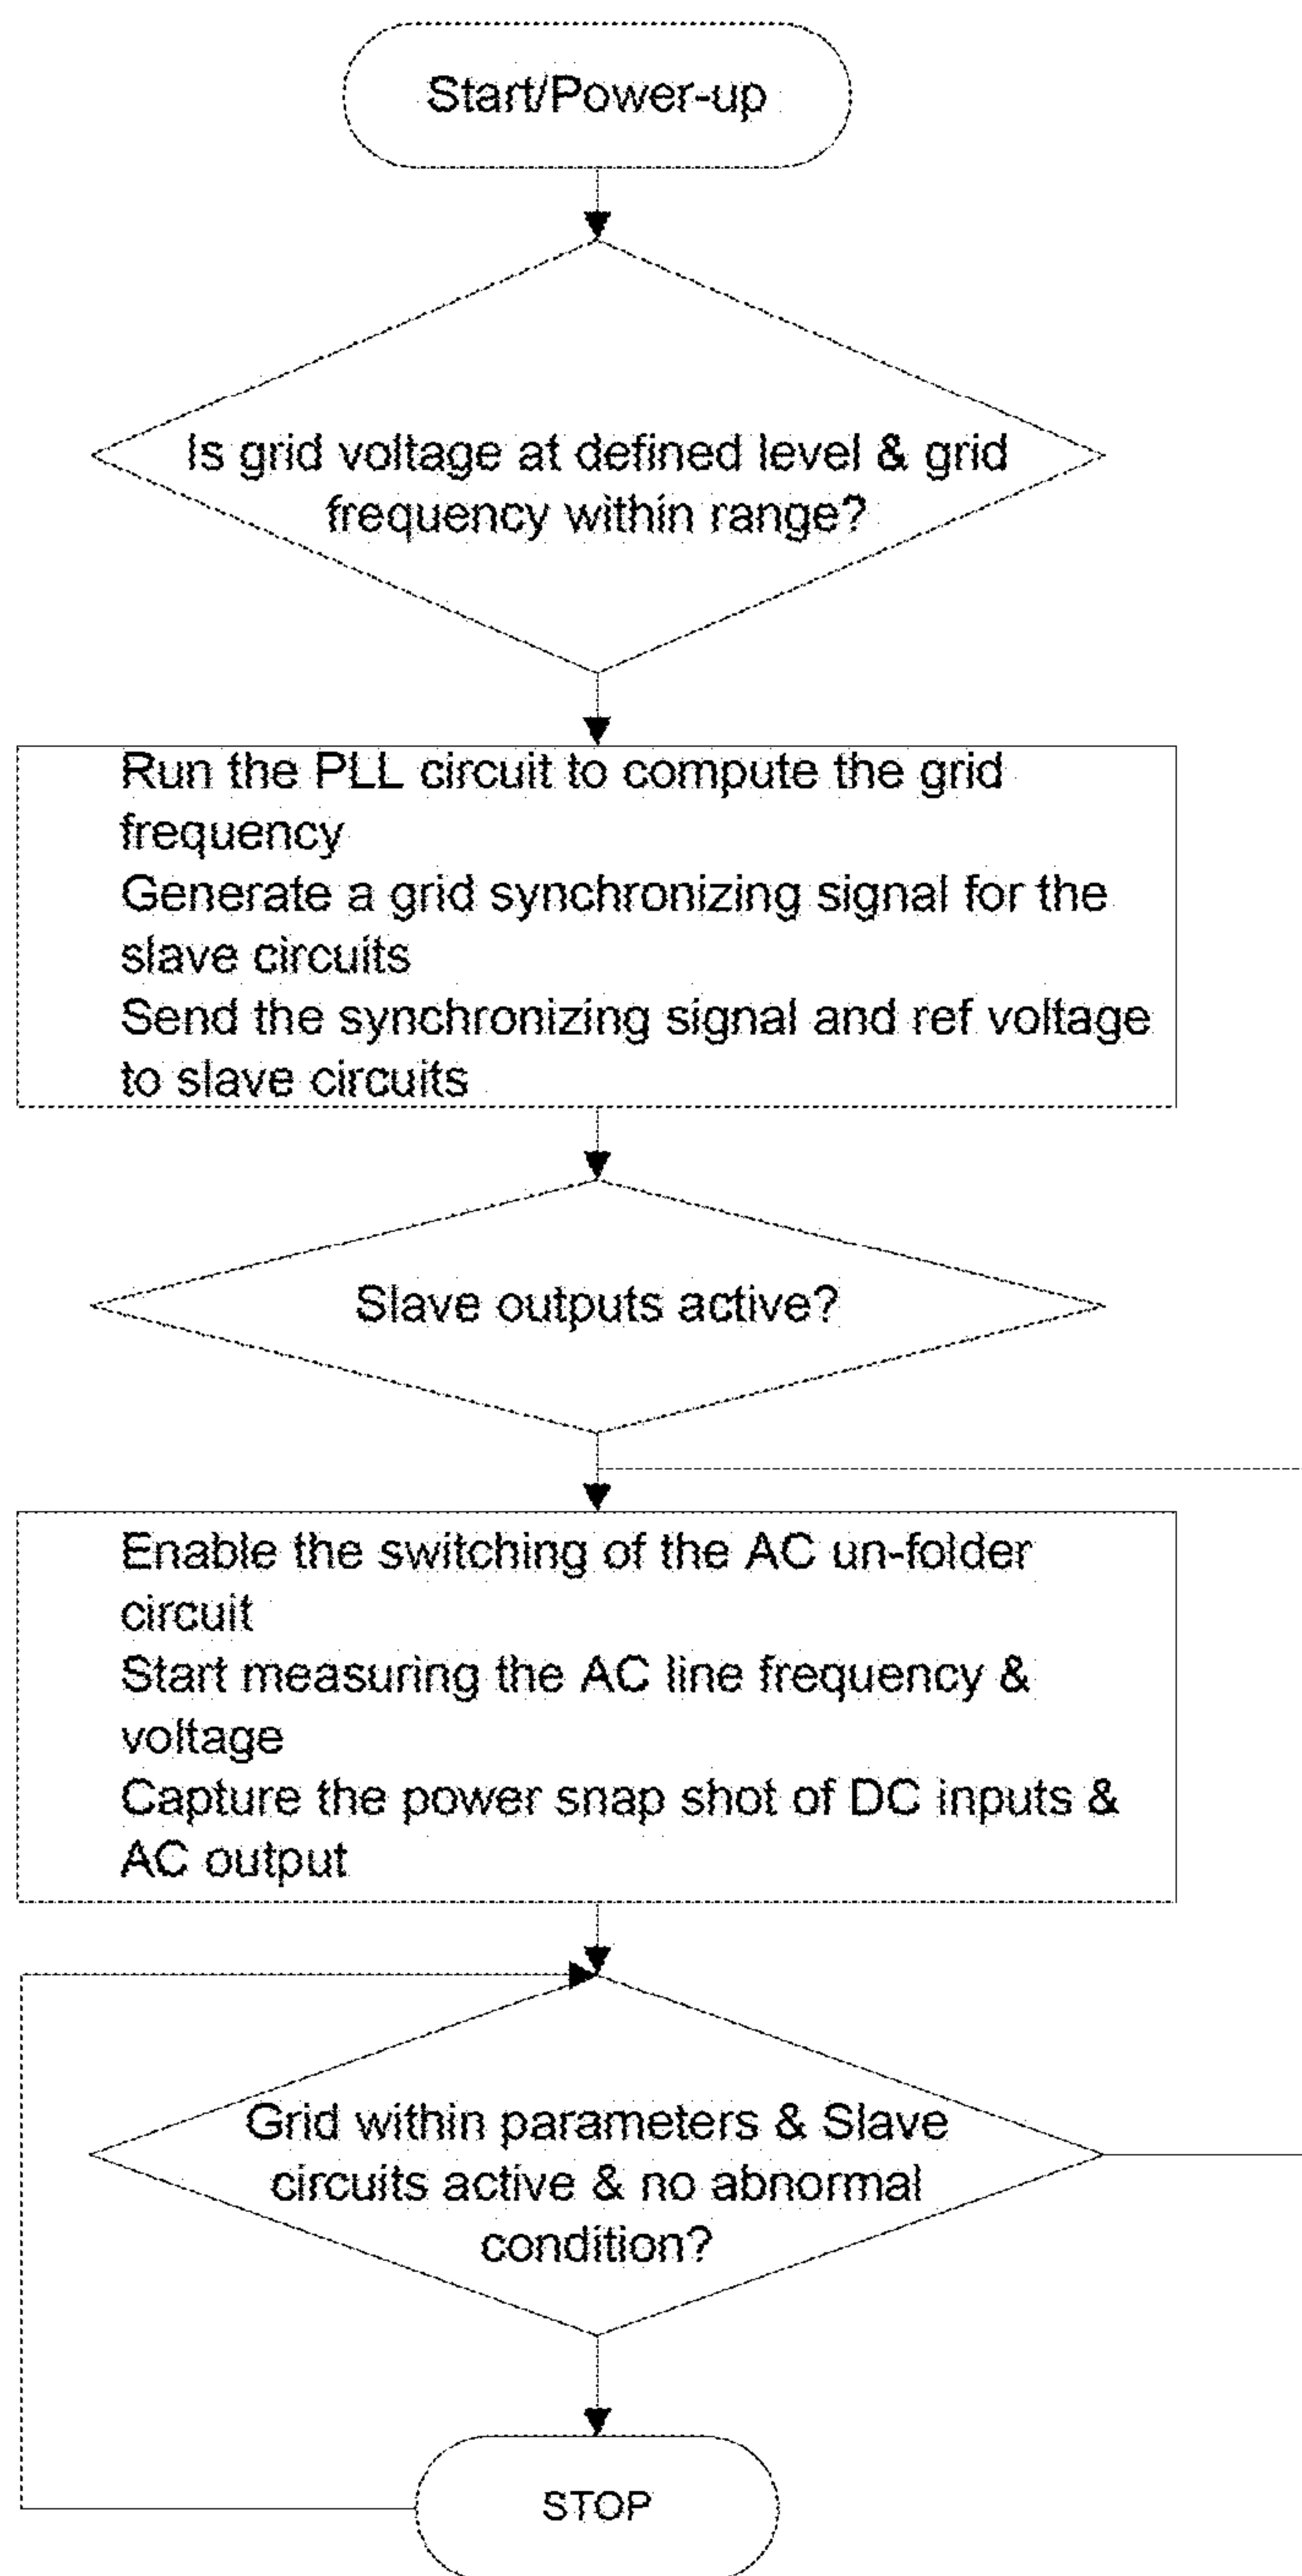 Start/Power-up
Is grid voltage at defined level & grid
frequency within range?
Run the PLL circuit to compute the grid
frequency
Generate a grid synchronizing signal for the
slave circuits
Send the synchronizing signal and ref voltage
to slave circuits
Slave outputs active?
Enable the switching of the AC un-folder
circuit
Start measuring the AC line frequency &
voltage
Capture the power snap shot of DC inputs &
AC output
Grid within parameters & Slave
circuits active & no abnormal
condition?
STOP